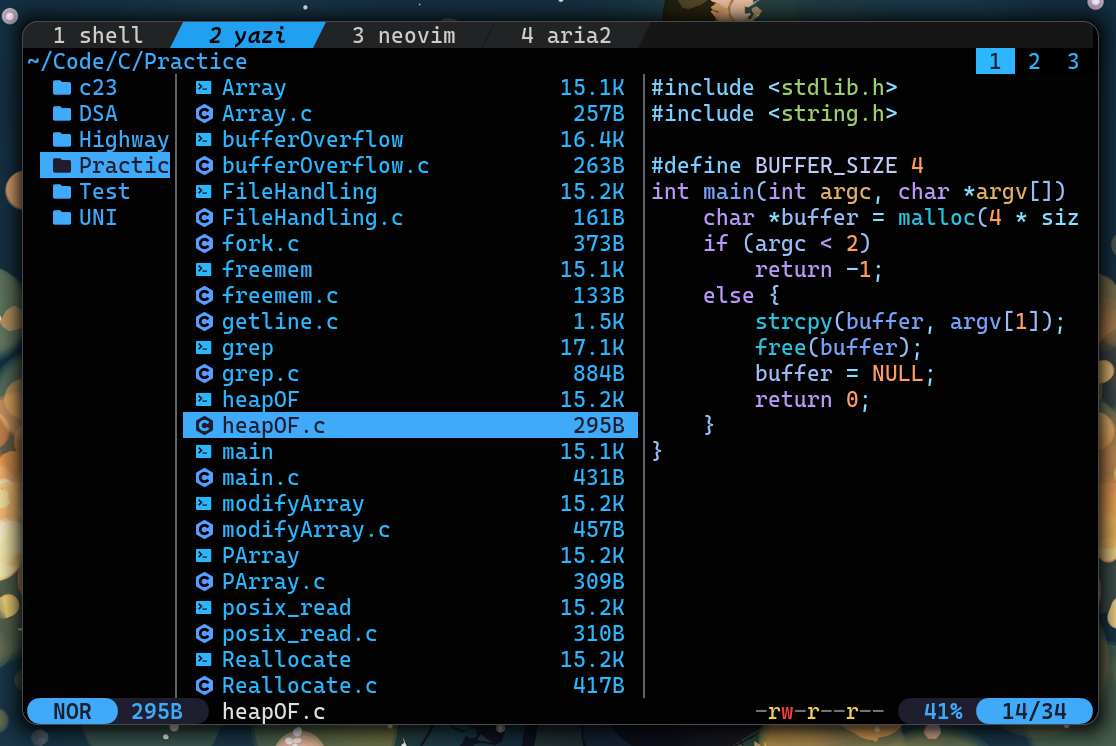 1 shell 2 yazi 3 neovim 4 aria2
~/Code/C/Practice 1 2 3
c23
DSA
Highway
Practic
Test
UNI
Array 15.1K
Array.c 257B
bufferOverflow 16.4K
bufferOverflow.c 263B
FileHandling 15.2K
FileHandling.c 161B
fork.c 373B
freemem 15.1K
freemem.c 133B
getline.c 1.5K
grep 17.1K
grep.c 884B
heapOF 15.2K
heapOF.c 295B
main 15.1K
main.c 431B
modifyArray 15.2K
modifyArray.c 457B
PArray 15.2K
PArray.c 309B
posix_read 15.2K
posix_read.c 310B
Reallocate 15.2K
Reallocate.c 417B
#include <stdlib.h>
#include <string.h>
#define BUFFER_SIZE 4
int main(int argc, char *argv[])
    char *buffer = malloc(4 * siz
    if (argc < 2)
        return -1;
    else {
        strcpy(buffer, argv[1]);
        free(buffer);
        buffer = NULL;
        return 0;
    }
}
NOR 295B heapOF.c -rw-r--r-- 41% 14/34